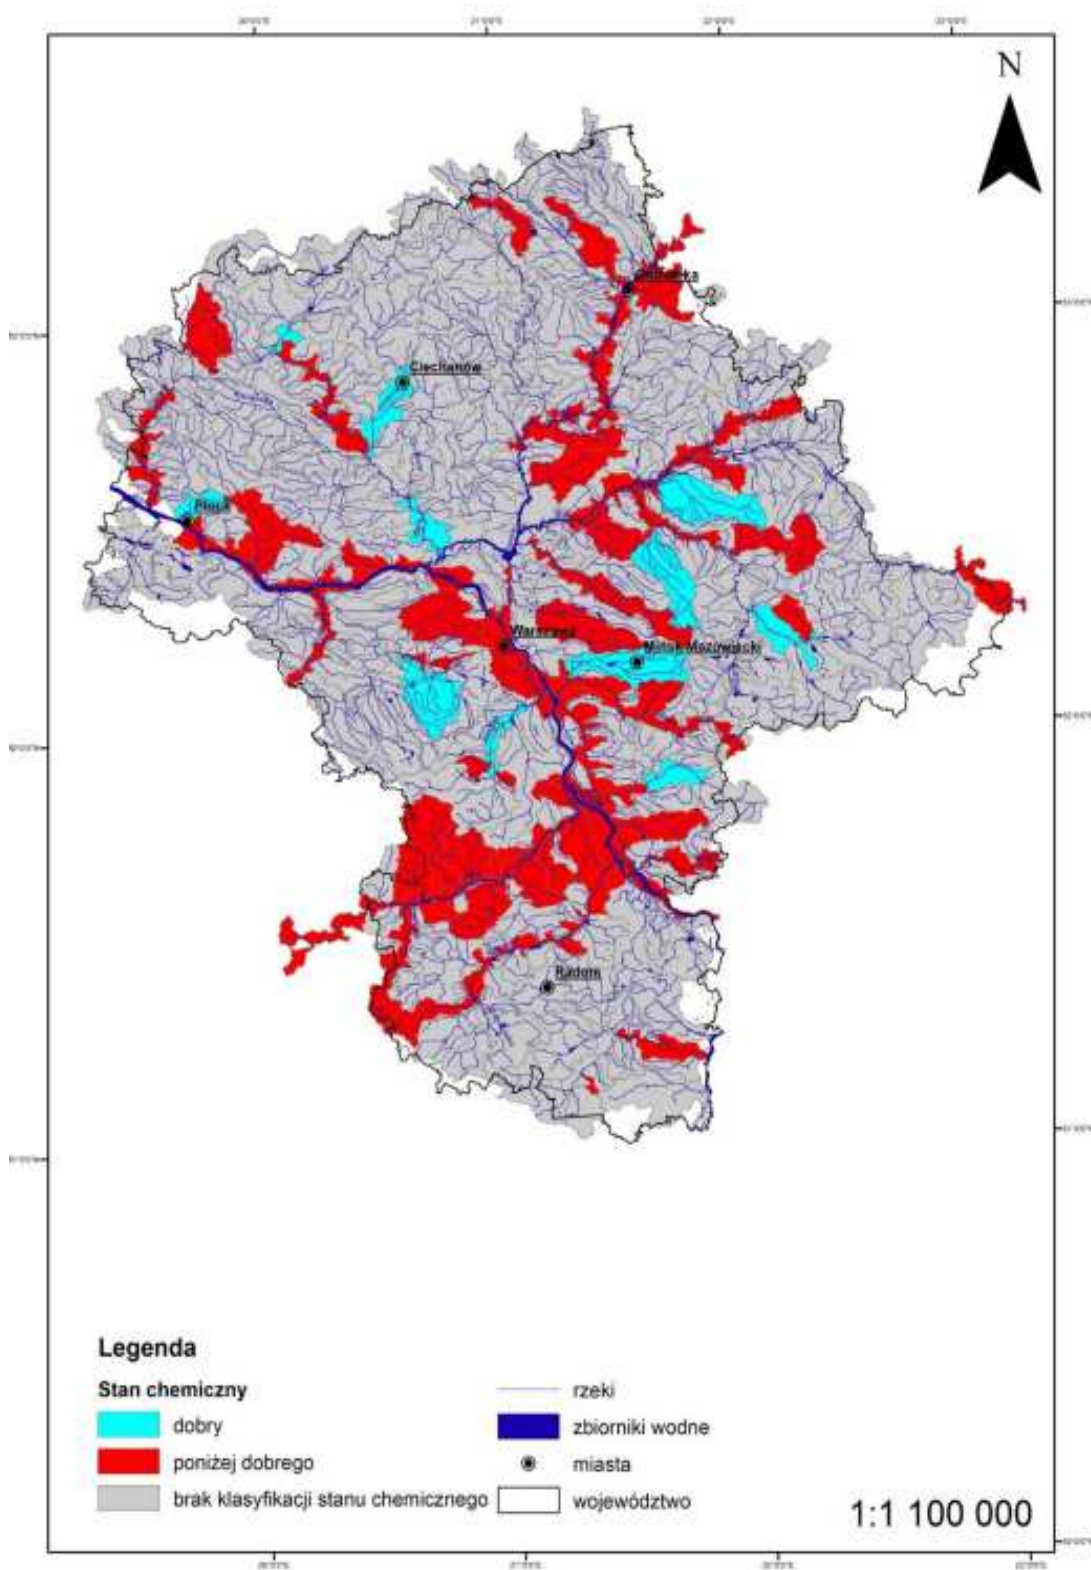 N
Ciechanów
Płock
Warszawa
Mińsk Mazowiecki
Radom
Legenda
Stan chemiczny
dobry
poniżej dobrego
brak klasyfikacji stanu chemicznego
rzeki
zbiorniki wodne
miasta
województwo
1:1 100 000